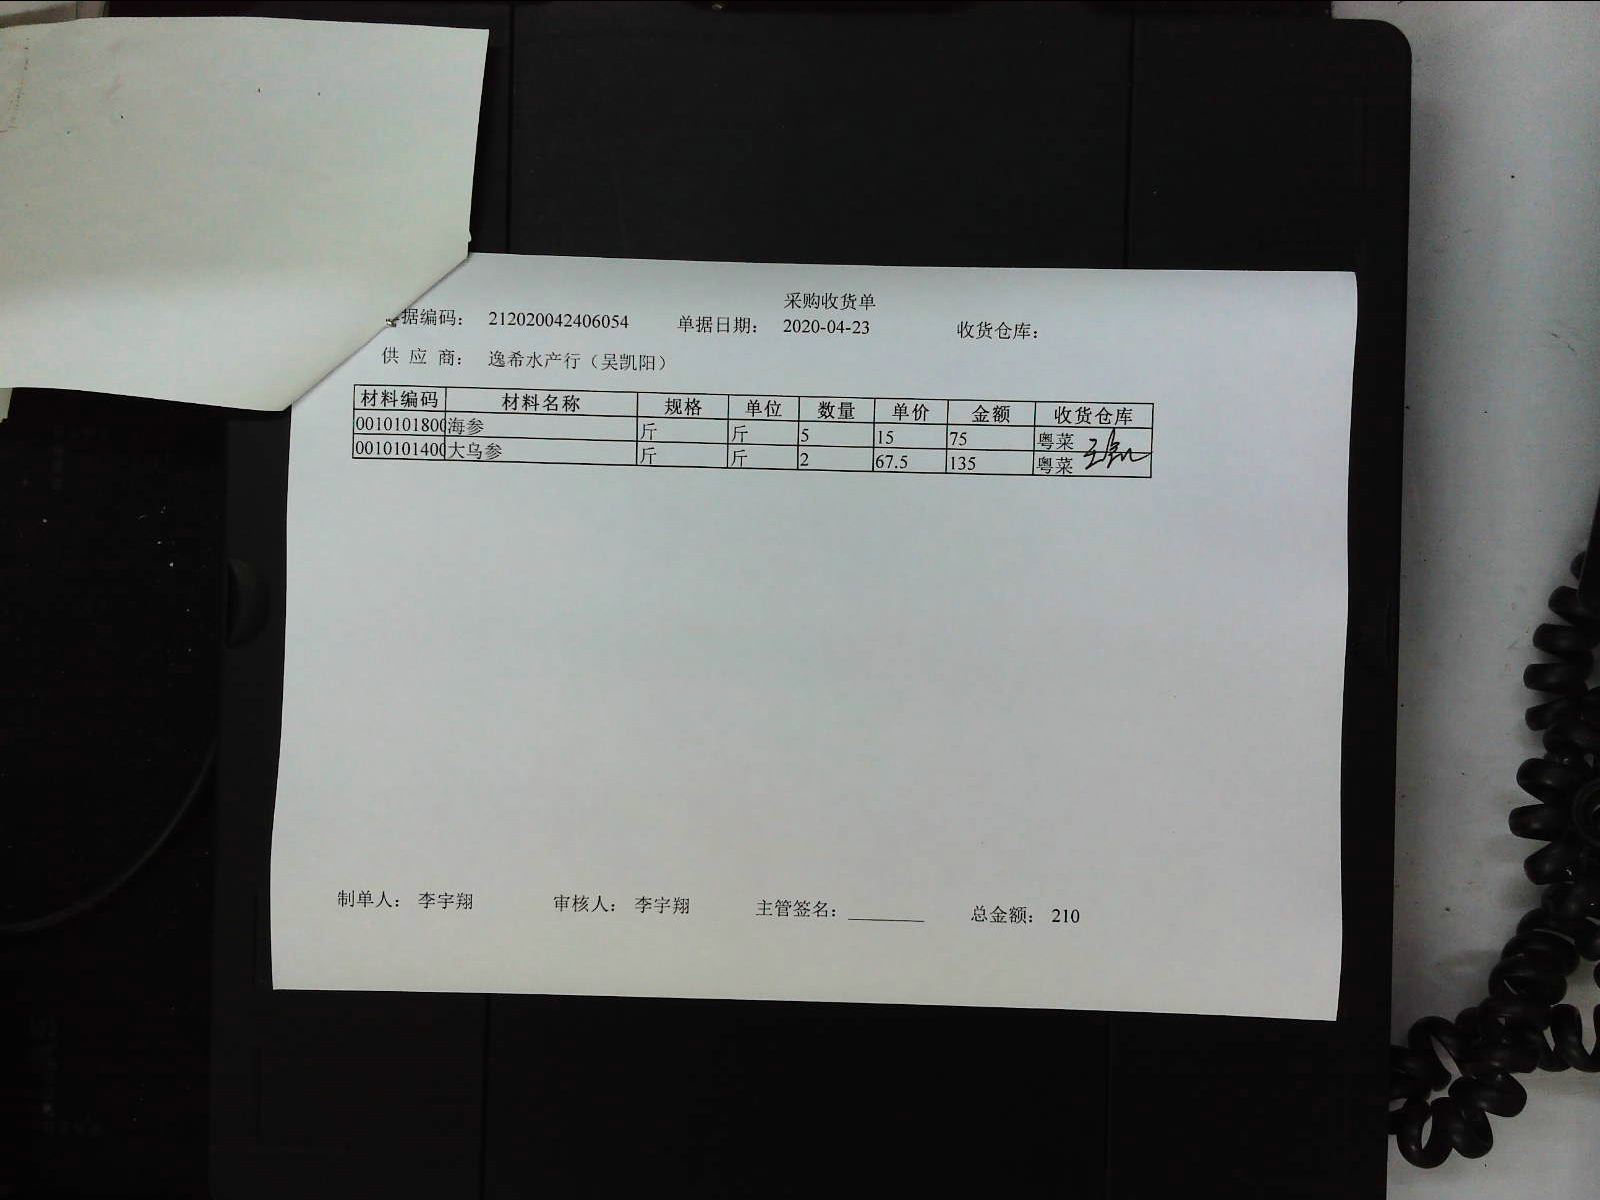 采购收货单
据编码： 212020042406054 单据日期： 2020-04-23 收货仓库：
供 应 商： 逸希水产行（吴凯阳）
材料编码 材料名称 规格 单位 数量 单价 金额 收货仓库
0010101800 海参 斤 斤 5 15 75 粤菜
0010101400 大乌参 斤 斤 2 67.5 135 粤菜
制单人： 李宇翔 审核人： 李宇翔 主管签名：________ 总金额： 210